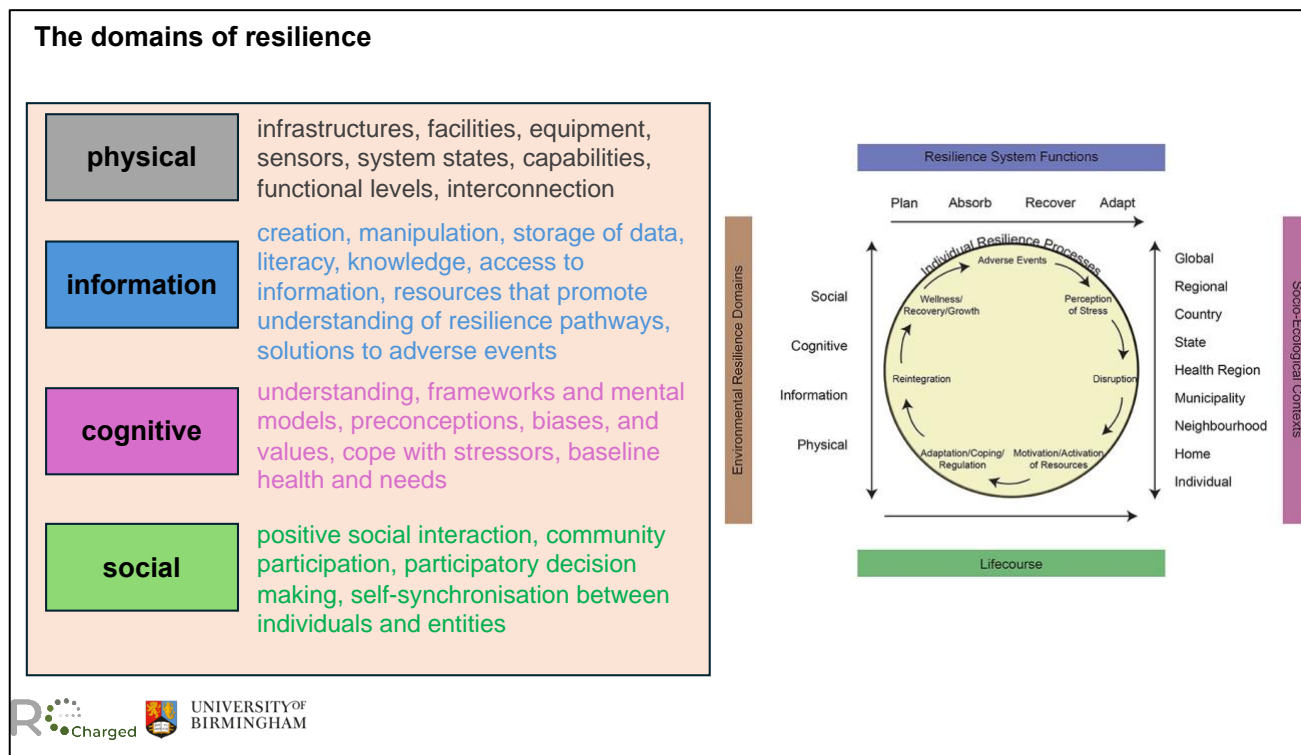 The domains of resilience
physical
infrastructures, facilities, equipment,
sensors, system states, capabilities,
functional levels, interconnection
information
creation, manipulation, storage of data,
literacy, knowledge, access to
information, resources that promote
understanding of resilience pathways,
solutions to adverse events
cognitive
understanding, frameworks and mental
models, preconceptions, biases, and
values, cope with stressors, baseline
health and needs
social
positive social interaction, community
participation, participatory decision
making, self-synchronisation between
individuals and entities
Resilience System Functions
Plan Absorb Recover Adapt
Environmental Resilience Domains
Social
Cognitive
Information
Physical
Individual Resilience Processes
Adverse Events
Perception
of Stress
Disruption
Motivation/Activation
of Resources
Adaptation/Coping/
Regulation
Reintegration
Wellness/
Recovery/Growth
Global
Regional
Country
State
Health Region
Municipality
Neighbourhood
Home
Individual
Socio-Ecological Contexts
Lifecourse
R Charged
UNIVERSITY OF
BIRMINGHAM